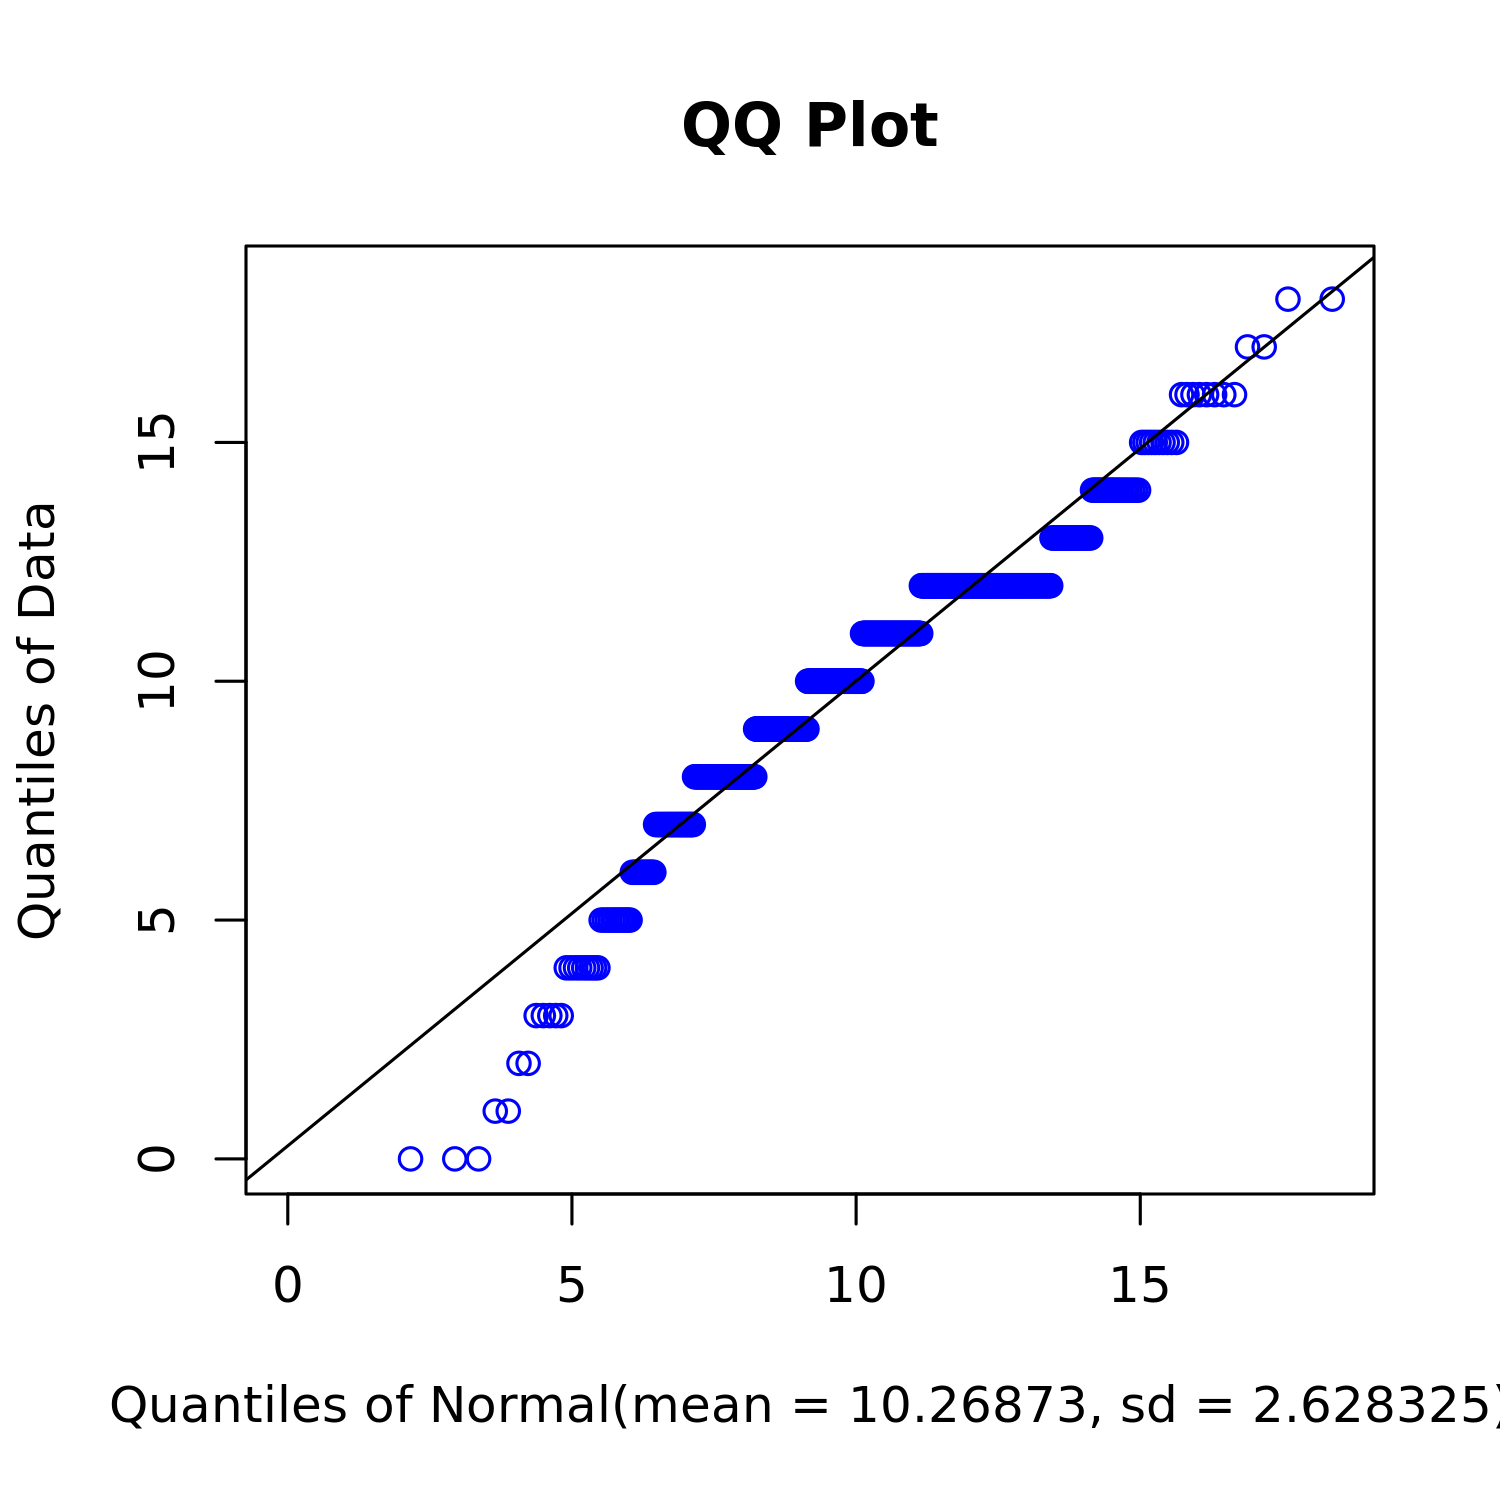 QQ Plot
Quantiles of Data
15
10
5
0
0 5 10 15
Quantiles of Normal(mean = 10.26873, sd = 2.628325)